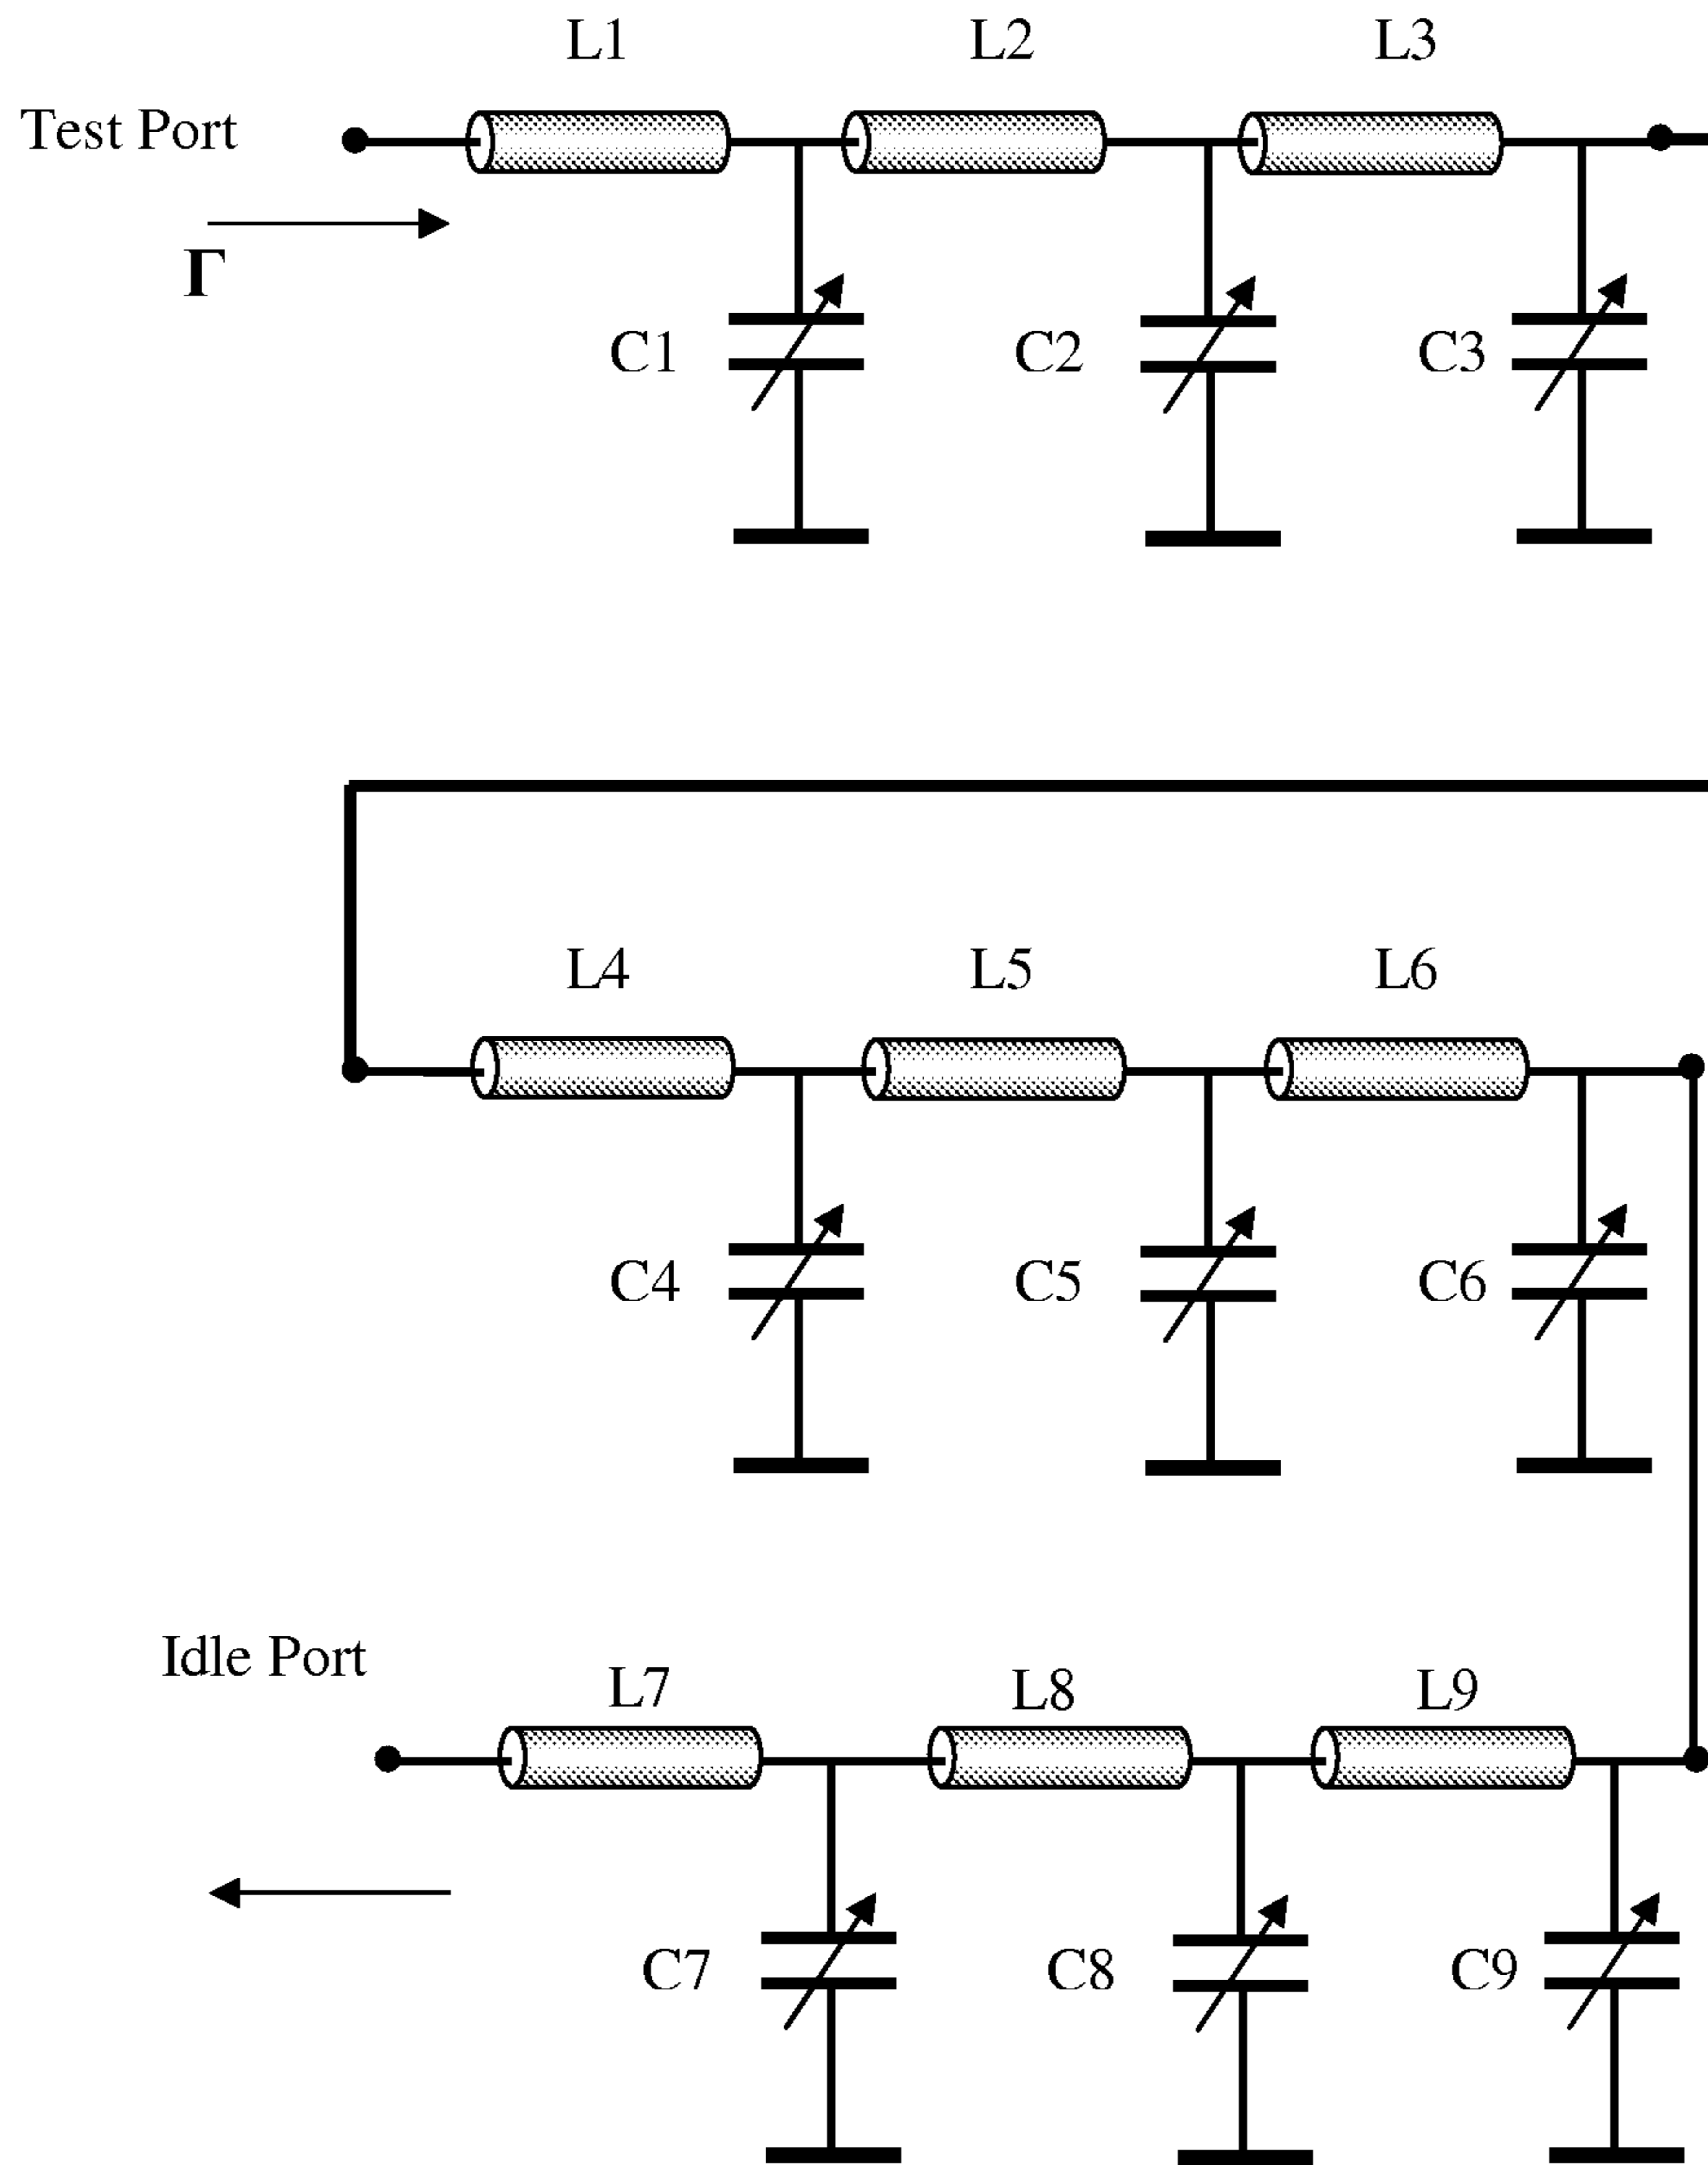 L1 L2 L3
Test Port
Γ
C1 C2 C3
L4 L5 L6
C4 C5 C6
Idle Port
L7 L8 L9
C7 C8 C9